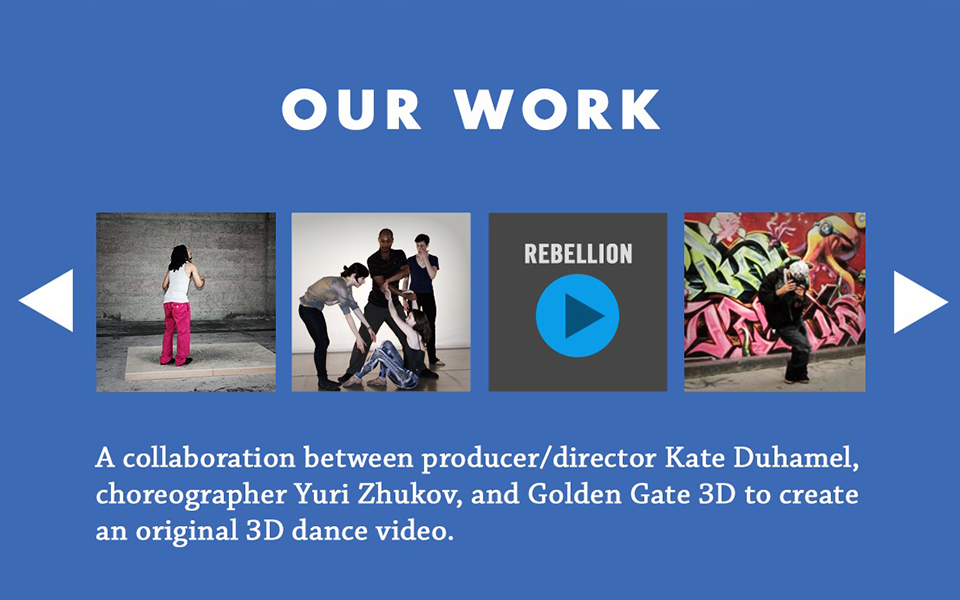 OUR WORK
REBELLION
A collaboration between producer/director Kate Duhamel,
choreographer Yuri Zhukov, and Golden Gate 3D to create
an original 3D dance video.